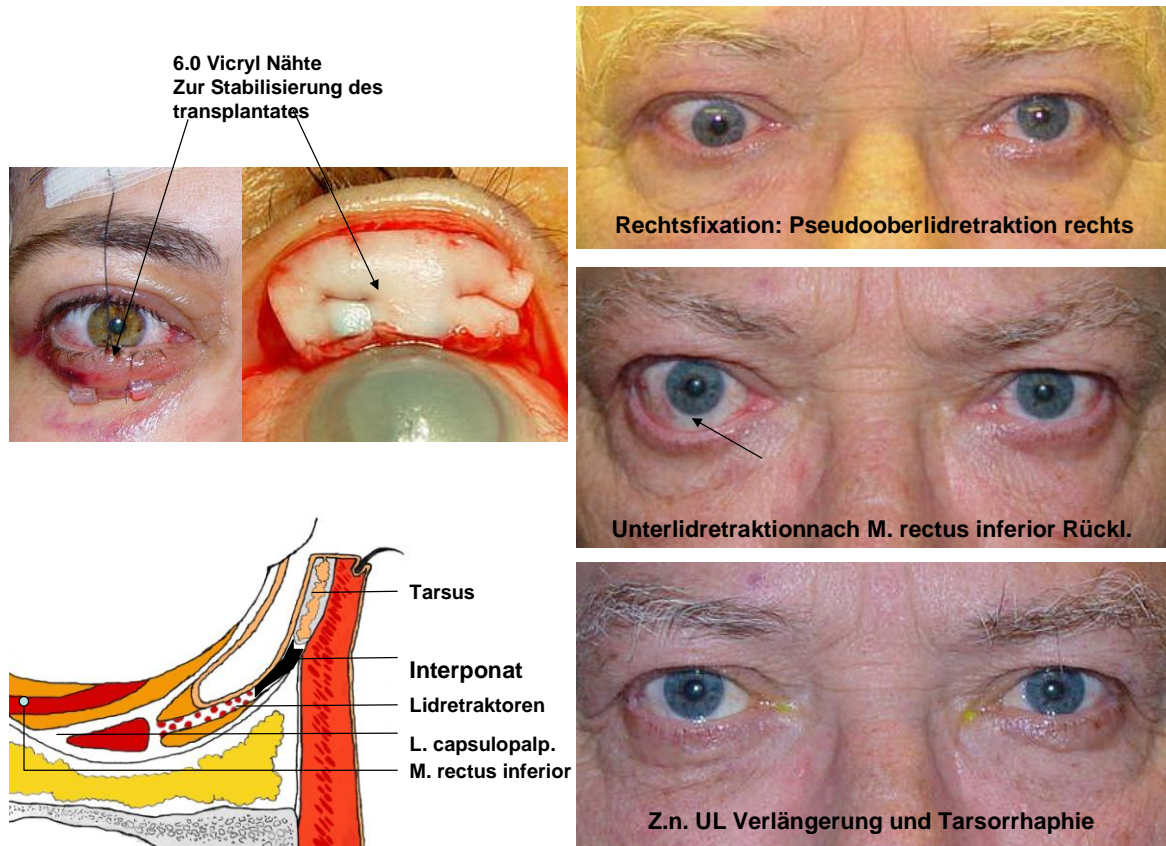 6.0 Vicryl Nähte
Zur Stabilisierung des
transplantates
Tarsus
Interponat
Lidretraktoren
L. capsulopalp.
M. rectus inferior
Rechtsfixation: Pseudooberlidretraktion rechts
Unterlidretraktionnach M. rectus inferior Rückl.
Z.n. UL Verlängerung und Tarsorrhaphie